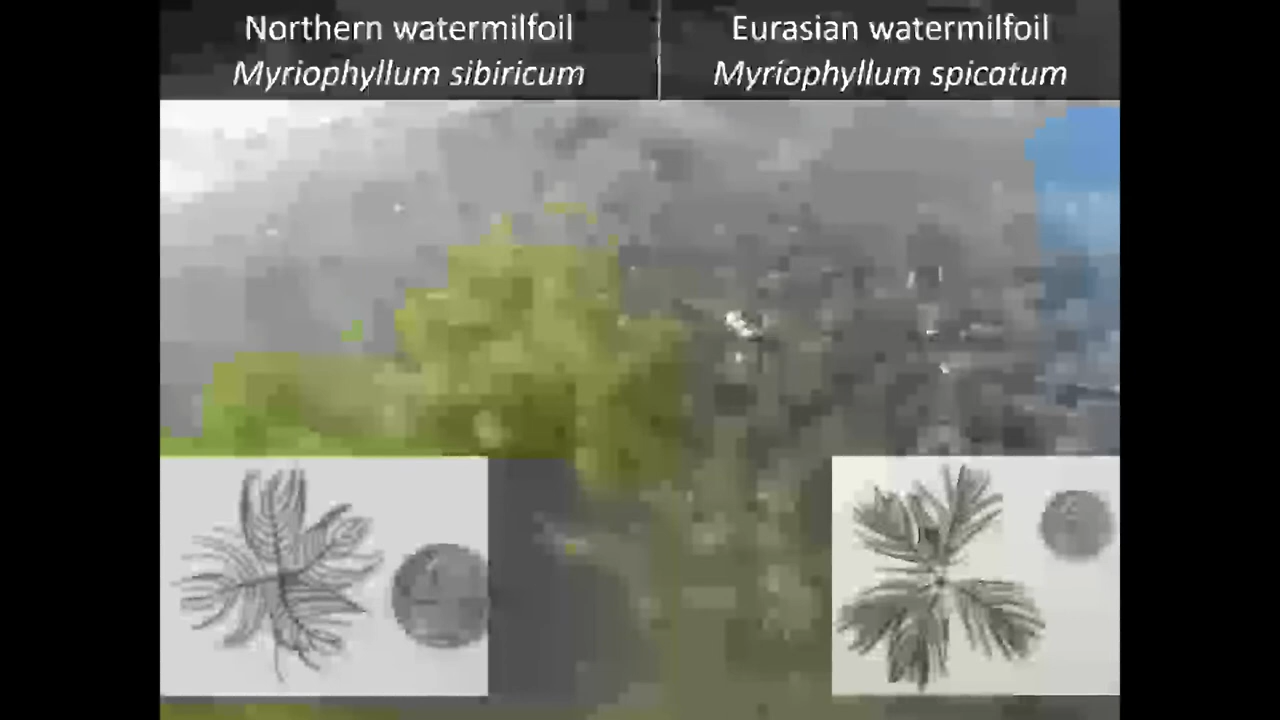 Northern watermilfoil
Myriophyllum sibiricum
Eurasian watermilfoil
Myriophyllum spicatum